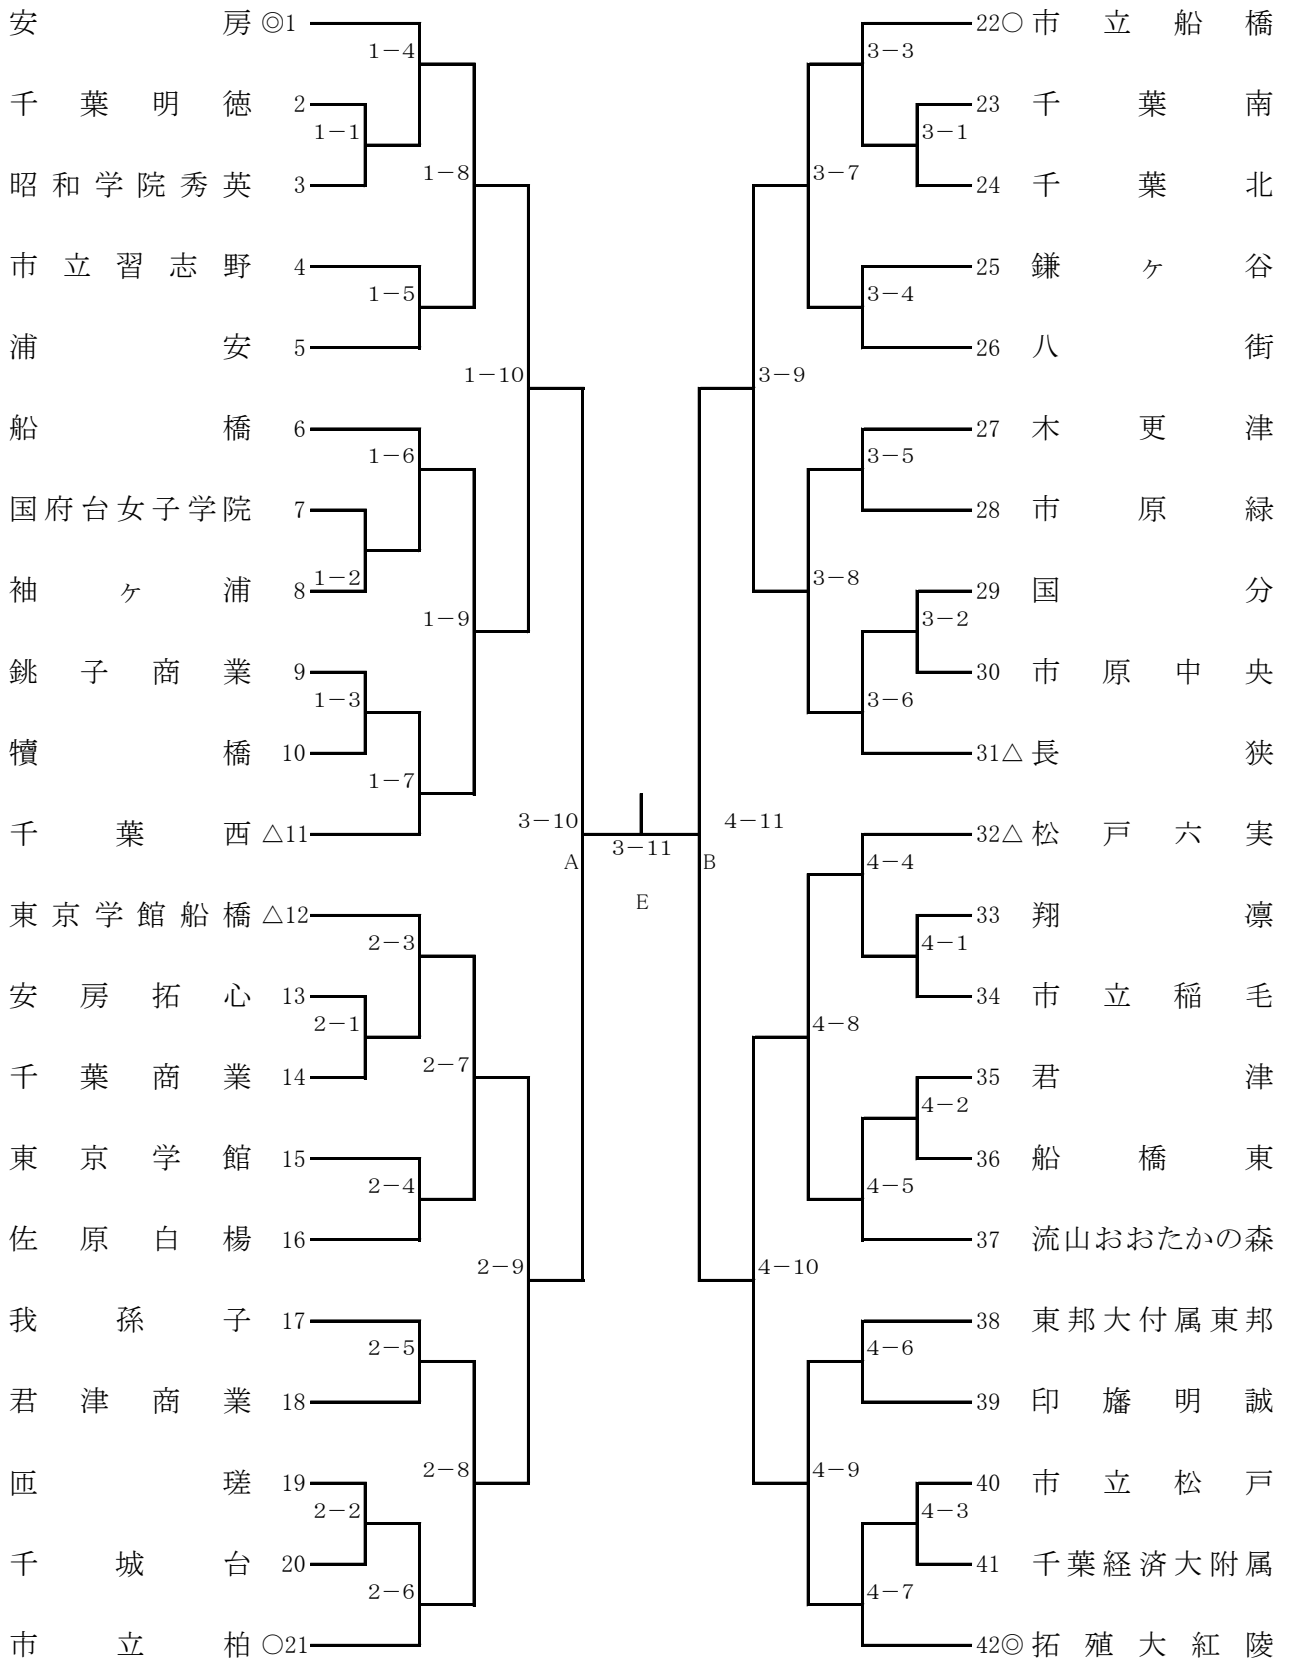 安房 ◎1
1-4
千葉明徳 2
1-1
昭和学院秀英 3
1-8
市立習志野 4
1-5
浦安 5
1-10
船橋 6
1-6
国府台女子学院 7
1-2
袖ヶ浦 8
1-9
銚子商業 9
1-3
犢橋 10
1-7
千葉西 △11
3-10
A
東京学館船橋 △12
2-3
安房拓心 13
2-1
千葉商業 14
2-7
東京学館 15
2-4
佐原白楊 16
2-9
我孫子 17
2-5
君津商業 18
2-8
匝瑳 19
2-2
千城台 20
2-6
市立柏 ○21
3-11
E
22○ 市立船橋
3-3
23 千葉南
3-1
24 千葉北
3-7
25 鎌ヶ谷
3-4
26 八街
3-9
27 木更津
3-5
28 市原緑
3-8
29 国分
3-2
30 市原中央
3-6
31△ 長狭
4-11
B
32△ 松戸六実
4-4
33 翔凛
4-1
34 市立稲毛
4-8
35 君津
4-2
36 船橋東
4-5
37 流山おおたかの森
4-10
38 東邦大付属東邦
4-6
39 印旛明誠
4-9
40 市立松戸
4-3
41 千葉経済大附属
4-7
42◎ 拓殖大紅陵